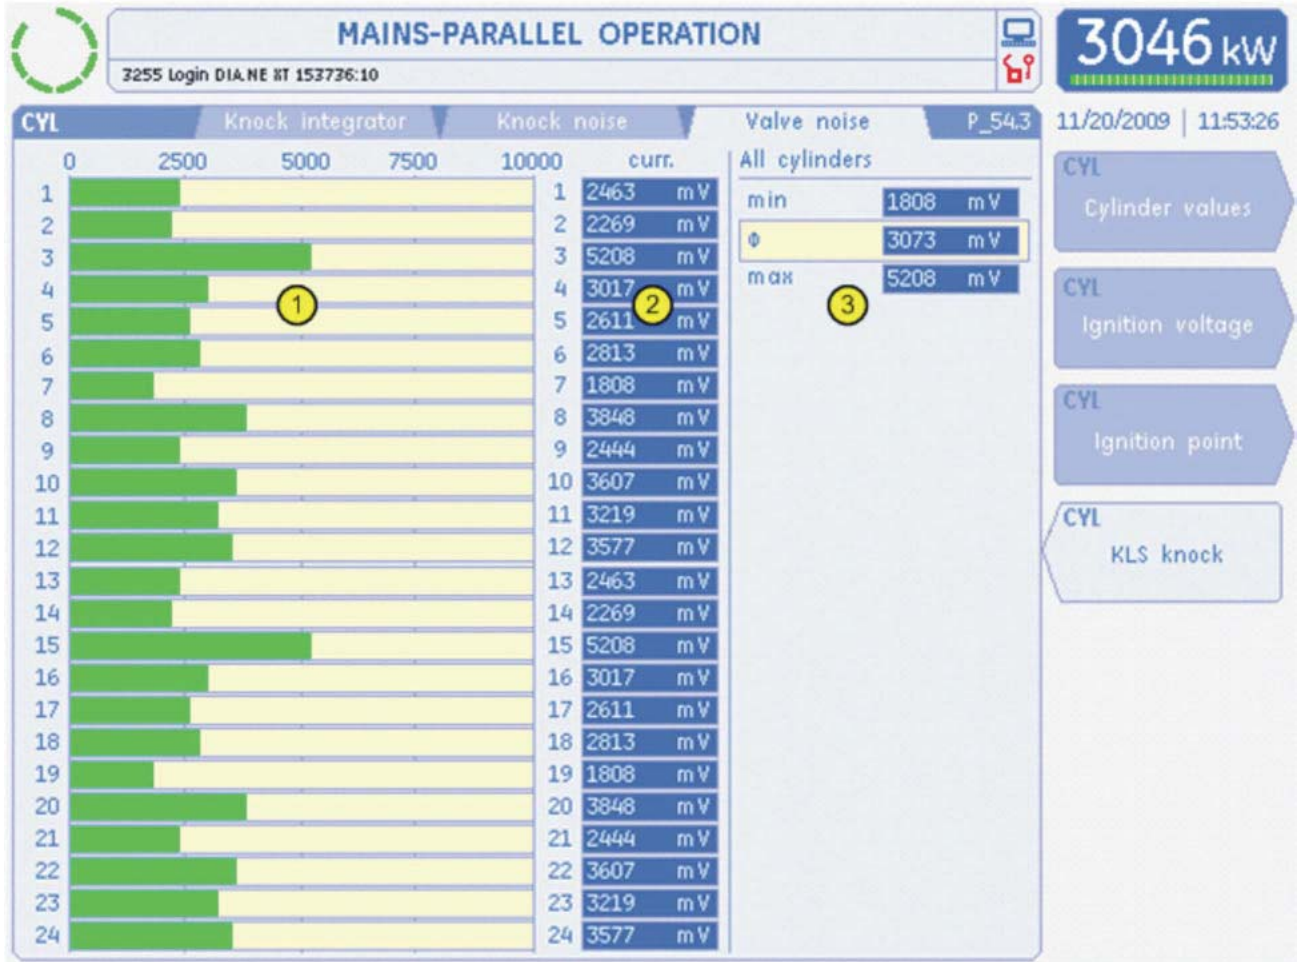 MAINS-PARALLEL OPERATION
3255 Login DIA.NE XT 153736:10
3046 kW
CYL Knock integrator Knock noise Valve noise P_54.3
11/20/2009 | 11:53:26
0 2500 5000 7500 10000 curr. All cylinders
1 1 2463 mV min 1808 mV
2 2 2269 mV Φ 3073 mV
3 3 5208 mV max 5208 mV
4 1 4 3017 2 mV 3
5 5 2611 mV
6 6 2813 mV
7 7 1808 mV
8 8 3848 mV
9 9 2444 mV
10 10 3607 mV
11 11 3219 mV
12 12 3577 mV
13 13 2463 mV
14 14 2269 mV
15 15 5208 mV
16 16 3017 mV
17 17 2611 mV
18 18 2813 mV
19 19 1808 mV
20 20 3848 mV
21 21 2444 mV
22 22 3607 mV
23 23 3219 mV
24 24 3577 mV
CYL
Cylinder values
CYL
Ignition voltage
CYL
Ignition point
CYL
KLS knock